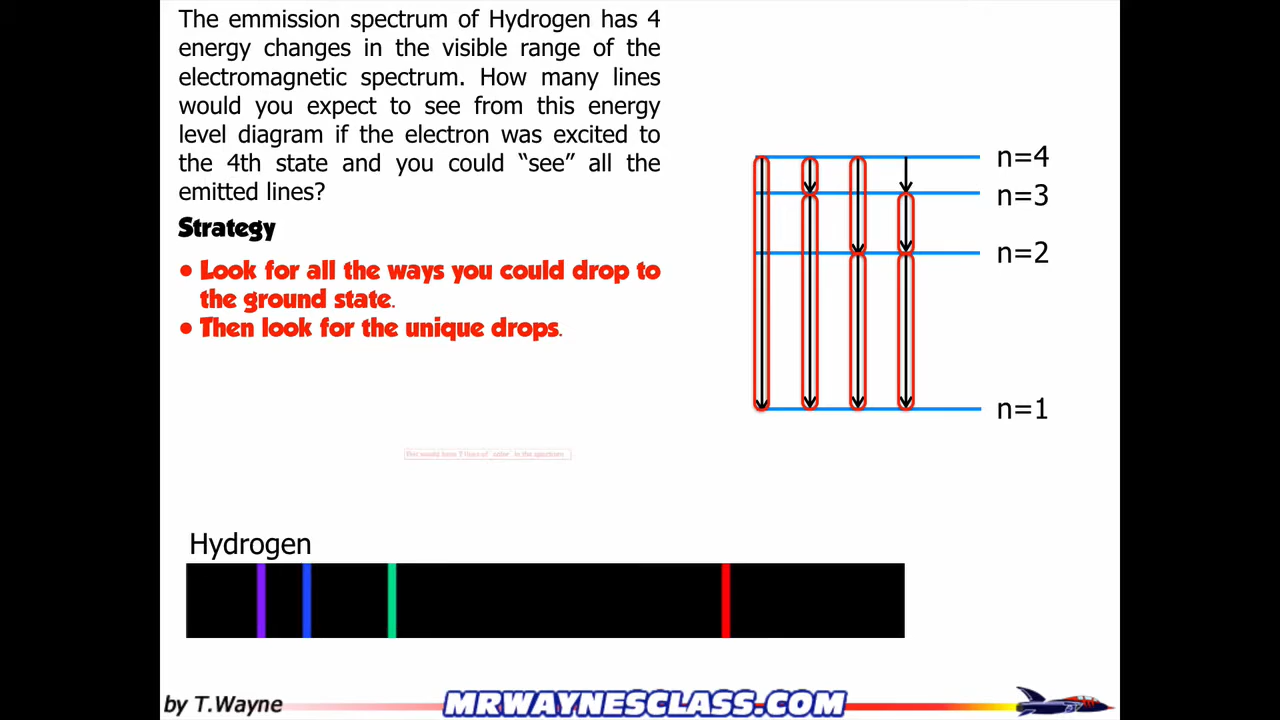 The emmission spectrum of Hydrogen has 4
energy changes in the visible range of the
electromagnetic spectrum. How many lines
would you expect to see from this energy
level diagram if the electron was excited to
the 4th state and you could “see” all the
emitted lines?
Strategy
• Look for all the ways you could drop to
the ground state.
• Then look for the unique drops.
n=4
n=3
n=2
n=1
in the spectrum
Hydrogen
by T.Wayne
MRWAYNESCLASS.COM